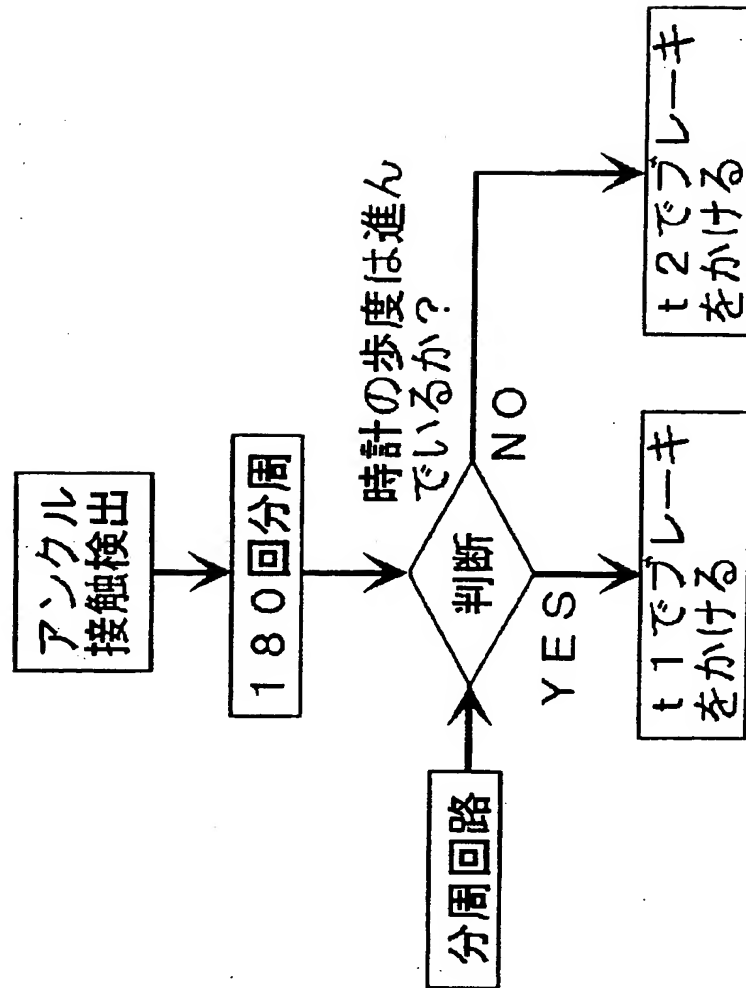 アンクル
接触検出
180回分周
時計の歩度は進ん
でいるか?
分周回路
判断
NO
YES
t1でブレーキ
をかける
t2でブレーキ
をかける